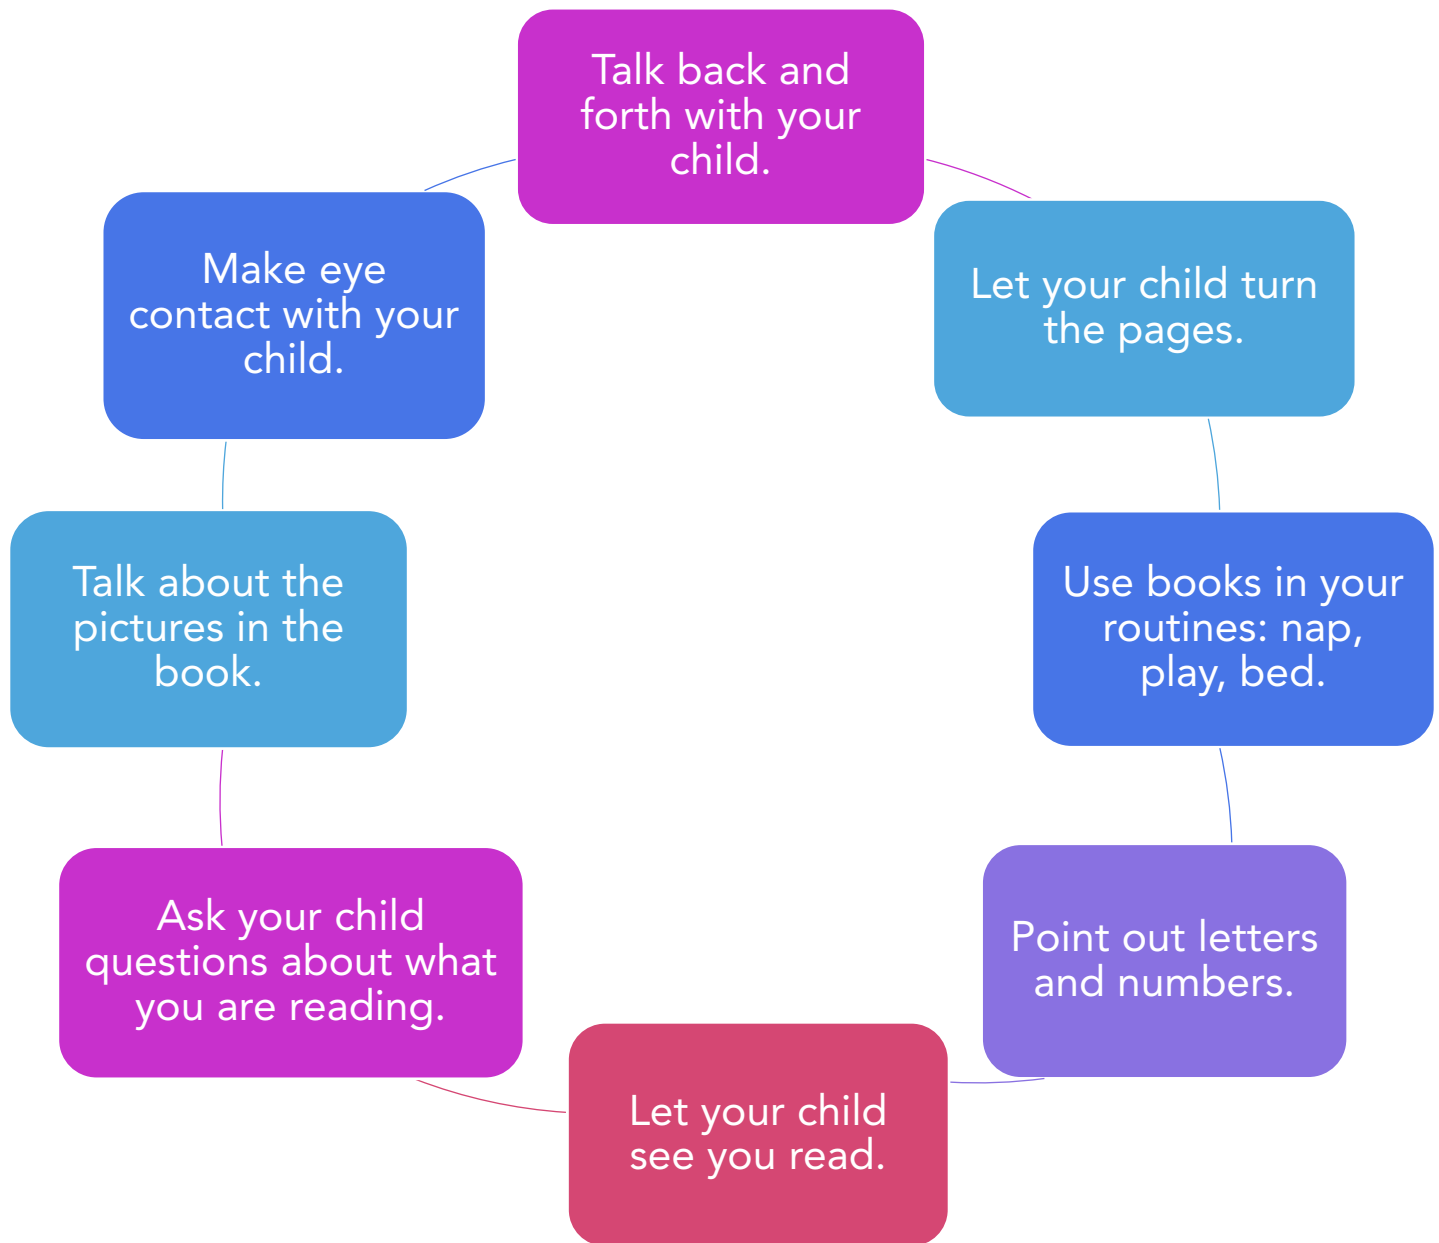 Talk back and
forth with your
child.
Let your child turn
the pages.
Use books in your
routines: nap,
play, bed.
Point out letters
and numbers.
Let your child
see you read.
Ask your child
questions about what
you are reading.
Talk about the
pictures in the
book.
Make eye
contact with your
child.